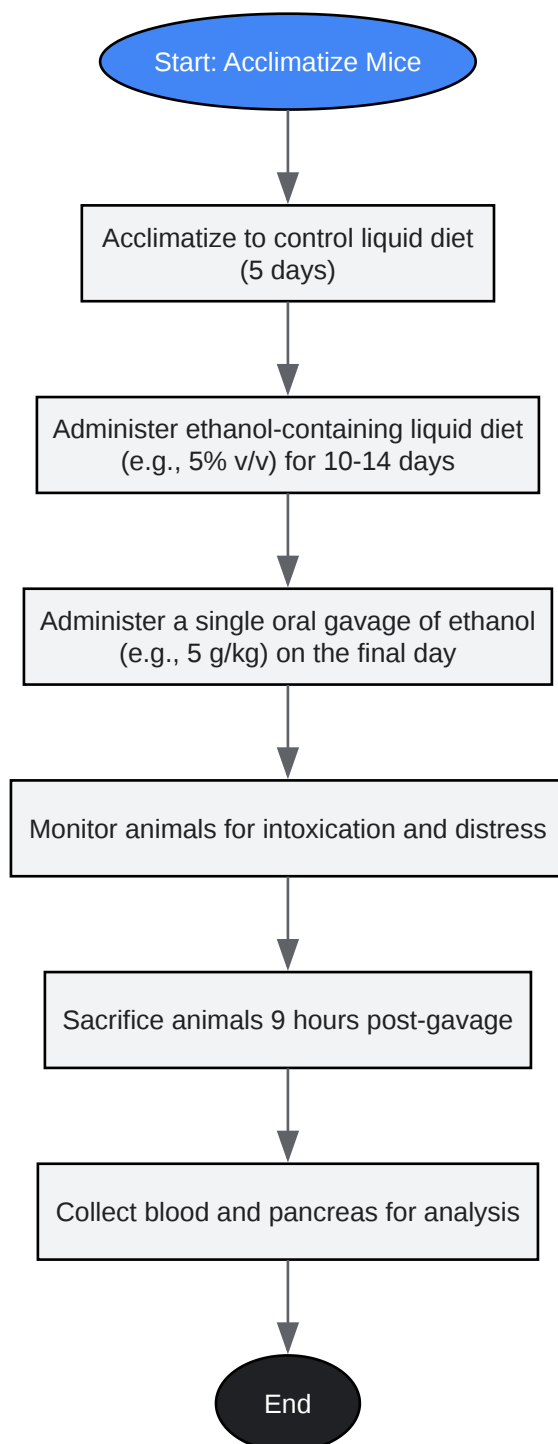 Start: Acclimatize Mice
Acclimatize to control liquid diet
(5 days)
Administer ethanol-containing liquid diet
(e.g., 5% v/v) for 10-14 days
Administer a single oral gavage of ethanol
(e.g., 5 g/kg) on the final day
Monitor animals for intoxication and distress
Sacrifice animals 9 hours post-gavage
Collect blood and pancreas for analysis
End